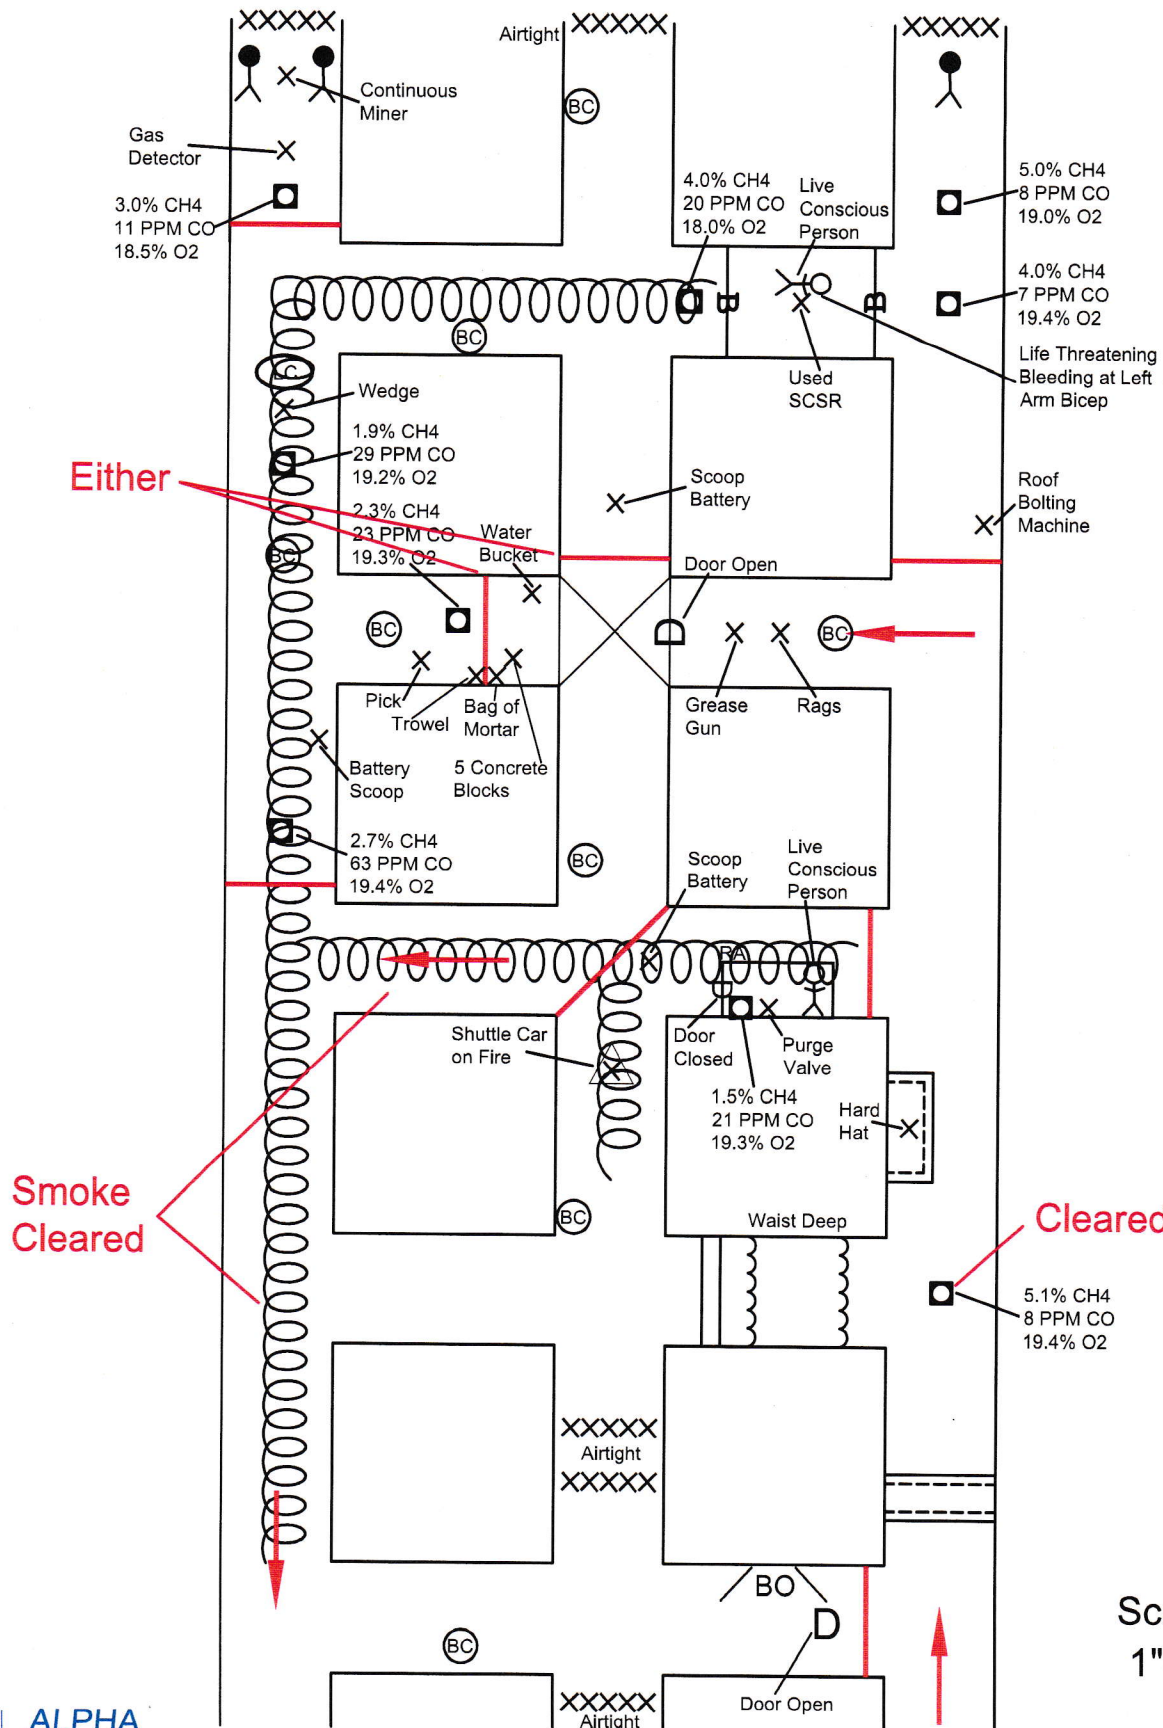 XXXXX
Airtight
XXXXX
XXXXX
Continuous
Miner
BC
Gas
Detector
3.0% CH4
11 PPM CO
18.5% O2
4.0% CH4
20 PPM CO
18.0% O2
Live
Conscious
Person
5.0% CH4
8 PPM CO
19.0% O2
4.0% CH4
7 PPM CO
19.4% O2
B
B
BC
Life Threatening
Bleeding at Left
Arm Bicep
Used
SCSR
Wedge
1.9% CH4
29 PPM CO
19.2% O2
Either
2.3% CH4
23 PPM CO
19.3% O2
Water
Bucket
Scoop
Battery
Roof
Bolting
Machine
BC
Door Open
BC
D
BC
Pick
Trowel
Bag of
Mortar
5 Concrete
Blocks
Grease
Gun
Rags
Battery
Scoop
2.7% CH4
63 PPM CO
19.4% O2
BC
Scoop
Battery
Live
Conscious
Person
RA
D
Shuttle Car
on Fire
Door
Closed
Purge
Valve
1.5% CH4
21 PPM CO
19.3% O2
Hard
Hat
Smoke
Cleared
BC
Waist Deep
Cleared
5.1% CH4
8 PPM CO
19.4% O2
XXXXX
Airtight
XXXXX
BO
D
BC
Door Open
XXXXX
Airtight
Sc
1"
ALPHA